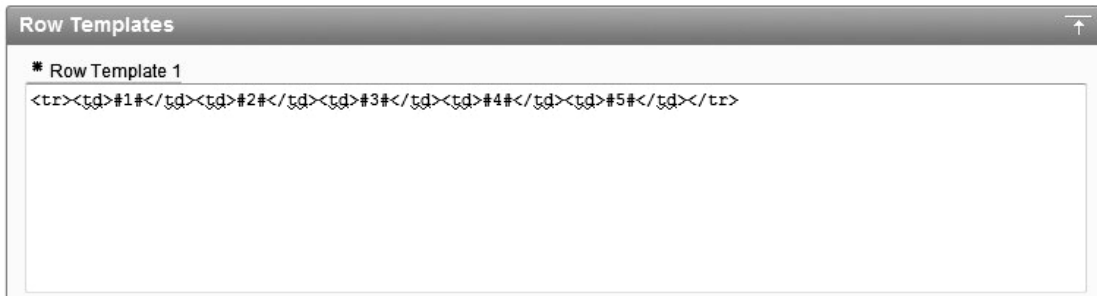 Row Templates
* Row Template 1
<tr><td>#1#</td><td>#2#</td><td>#3#</td><td>#4#</td><td>#5#</td></tr>